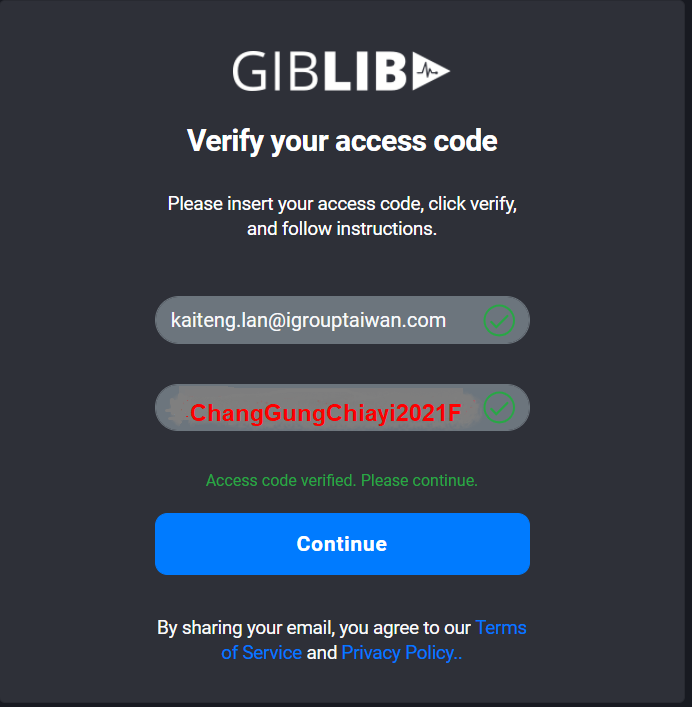 GIBLIB
Verify your access code
Please insert your access code, click verify,
and follow instructions.
kaiteng.lan@igrouptaiwan.com
ChangGungChiayi2021F
Access code verified. Please continue.
Continue
By sharing your email, you agree to our Terms
of Service and Privacy Policy..